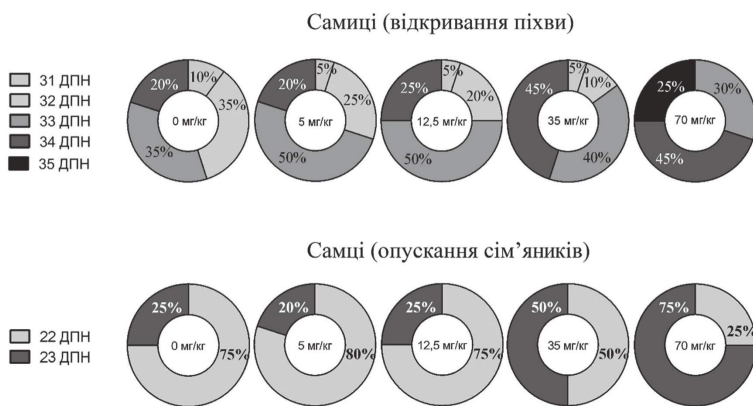 Самиці (відкривання піхви)
31 ДПН
32 ДПН
33 ДПН
34 ДПН
35 ДПН
10%
35%
35%
20%
0 мг/кг
5%
25%
50%
20%
5 мг/кг
5%
20%
50%
25%
12,5 мг/кг
5%
10%
40%
45%
35 мг/кг
30%
45%
25%
70 мг/кг
Самці (опускання сім’яників)
22 ДПН
23 ДПН
25%
75%
0 мг/кг
20%
80%
5 мг/кг
25%
75%
12,5 мг/кг
50%
50%
35 мг/кг
75%
25%
70 мг/кг